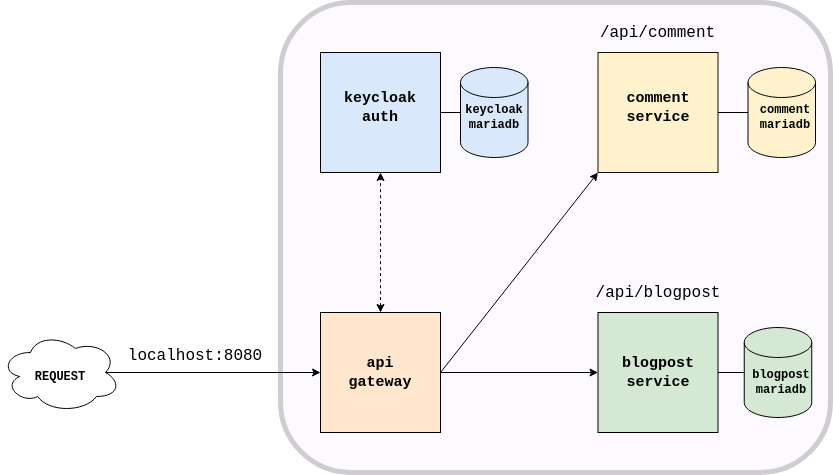 /api/comment
keycloak
auth
keycloak
mariadb
comment
service
comment
mariadb
/api/blogpost
localhost:8080
REQUEST
api
gateway
blogpost
service
blogpost
mariadb